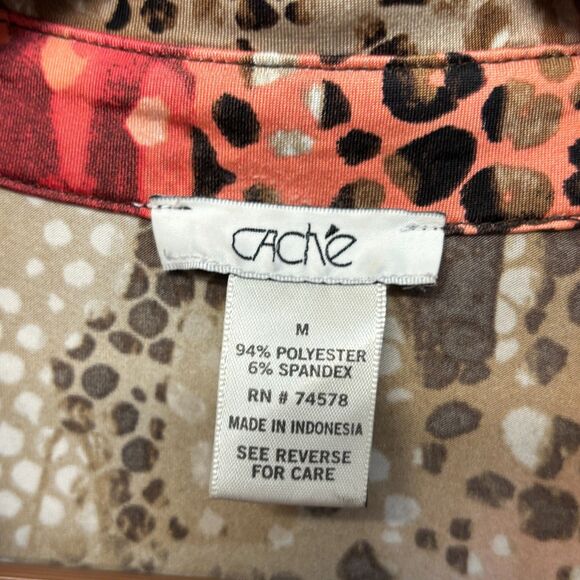 CAChé
M
94% POLYESTER
6% SPANDEX
RN # 74578
MADE IN INDONESIA
SEE REVERSE
FOR CARE